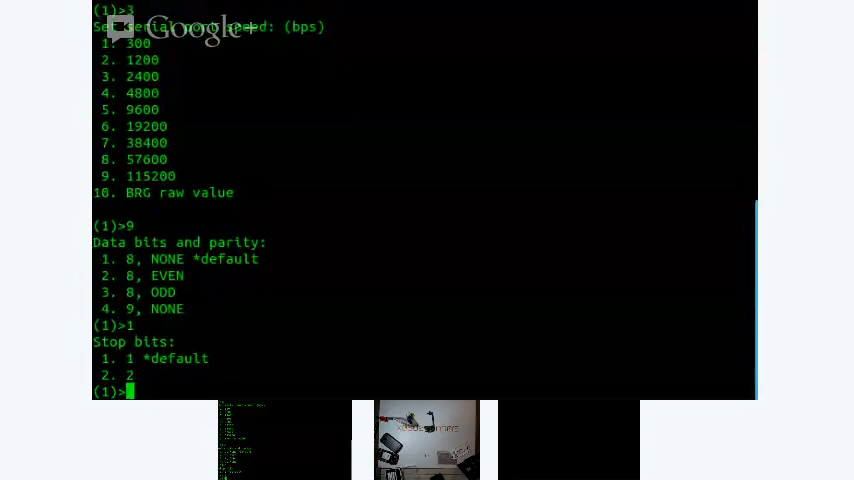 (1)>3
Set serial port speed: (bps)
Google+
1. 300
2. 1200
3. 2400
4. 4800
5. 9600
6. 19200
7. 38400
8. 57600
9. 115200
10. BRG raw value
(1)>9
Data bits and parity:
1. 8, NONE *default
2. 8, EVEN
3. 8, ODD
4. 9, NONE
(1)>1
Stop bits:
1. 1 *default
2. 2
(1)>